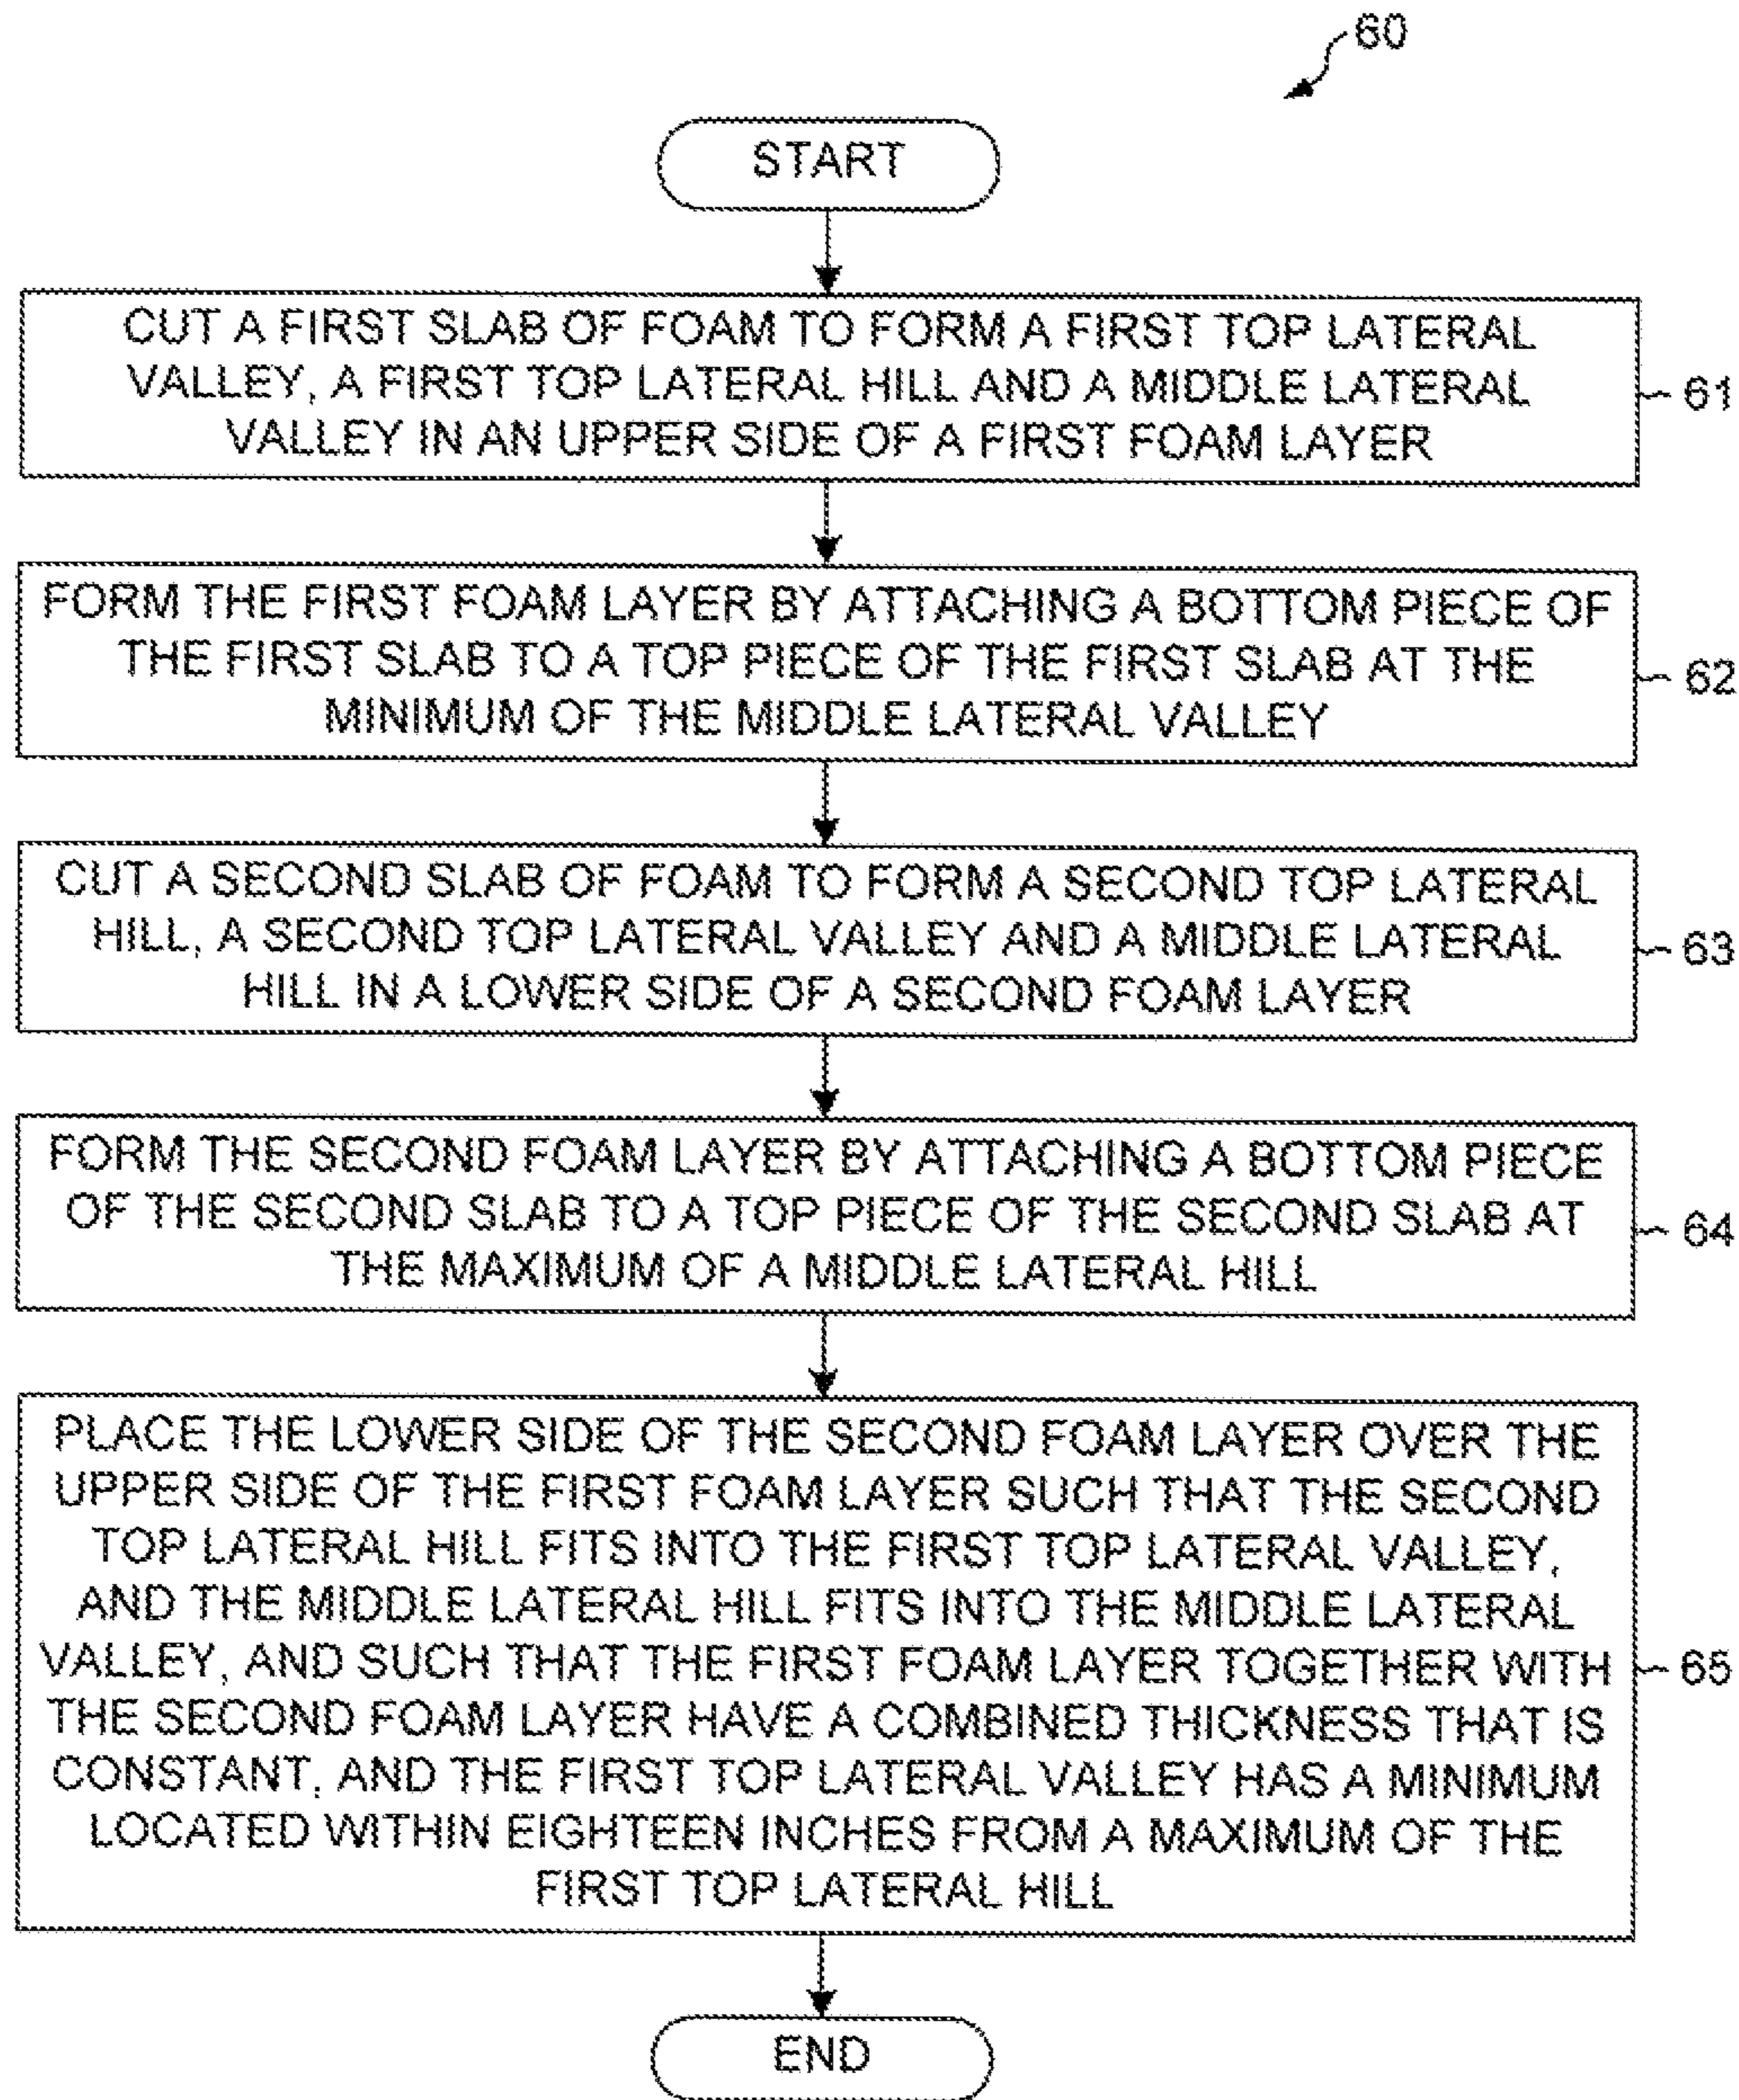 60
START
CUT A FIRST SLAB OF FOAM TO FORM A FIRST TOP LATERAL
VALLEY, A FIRST TOP LATERAL HILL AND A MIDDLE LATERAL
VALLEY IN AN UPPER SIDE OF A FIRST FOAM LAYER
61
FORM THE FIRST FOAM LAYER BY ATTACHING A BOTTOM PIECE OF
THE FIRST SLAB TO A TOP PIECE OF THE FIRST SLAB AT THE
MINIMUM OF THE MIDDLE LATERAL VALLEY
62
CUT A SECOND SLAB OF FOAM TO FORM A SECOND TOP LATERAL
HILL, A SECOND TOP LATERAL VALLEY AND A MIDDLE LATERAL
HILL IN A LOWER SIDE OF A SECOND FOAM LAYER
63
FORM THE SECOND FOAM LAYER BY ATTACHING A BOTTOM PIECE
OF THE SECOND SLAB TO A TOP PIECE OF THE SECOND SLAB AT
THE MAXIMUM OF A MIDDLE LATERAL HILL
64
PLACE THE LOWER SIDE OF THE SECOND FOAM LAYER OVER THE
UPPER SIDE OF THE FIRST FOAM LAYER SUCH THAT THE SECOND
TOP LATERAL HILL FITS INTO THE FIRST TOP LATERAL VALLEY,
AND THE MIDDLE LATERAL HILL FITS INTO THE MIDDLE LATERAL
VALLEY, AND SUCH THAT THE FIRST FOAM LAYER TOGETHER WITH
THE SECOND FOAM LAYER HAVE A COMBINED THICKNESS THAT IS
CONSTANT, AND THE FIRST TOP LATERAL VALLEY HAS A MINIMUM
LOCATED WITHIN EIGHTEEN INCHES FROM A MAXIMUM OF THE
FIRST TOP LATERAL HILL
65
END